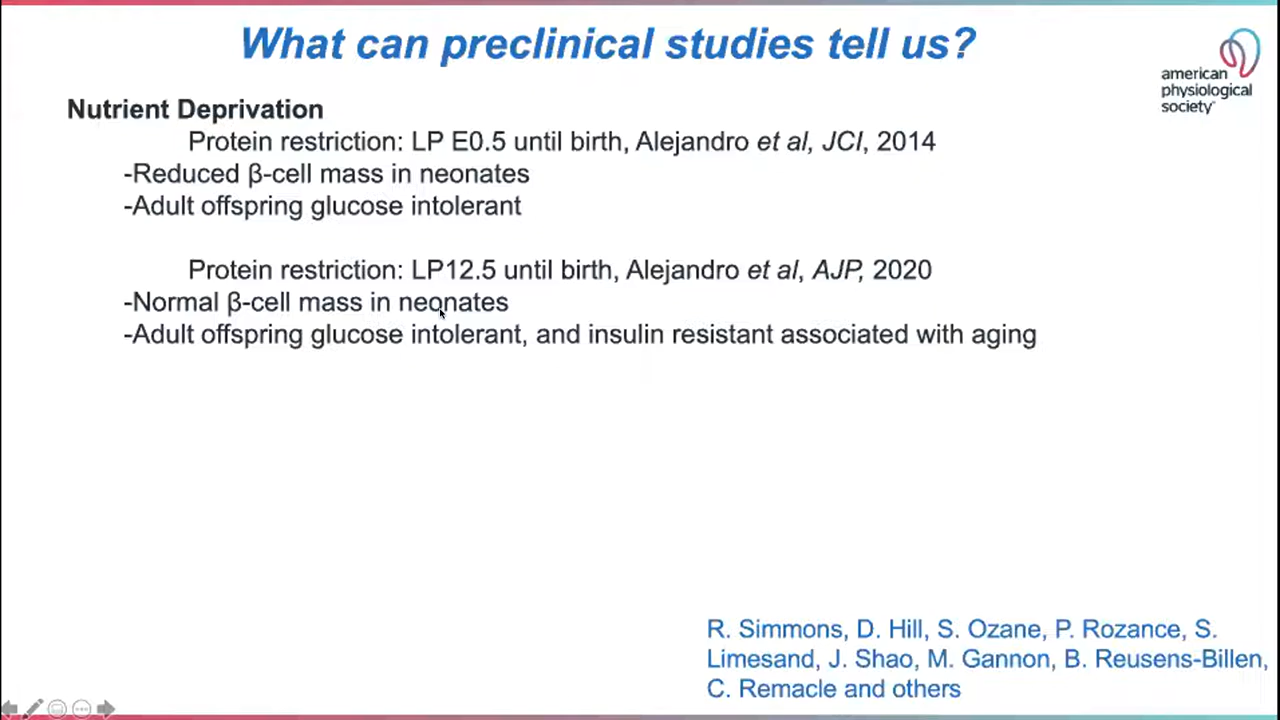 What can preclinical studies tell us?
american
physiological
society
Nutrient Deprivation
Protein restriction: LP E0.5 until birth, Alejandro et al, JCI, 2014
-Reduced β-cell mass in neonates
-Adult offspring glucose intolerant
Protein restriction: LP12.5 until birth, Alejandro et al, AJP, 2020
-Normal β-cell mass in neonates
-Adult offspring glucose intolerant, and insulin resistant associated with aging
R. Simmons, D. Hill, S. Ozane, P. Rozance, S.
Limesand, J. Shao, M. Gannon, B. Reusens-Billen,
C. Remacle and others